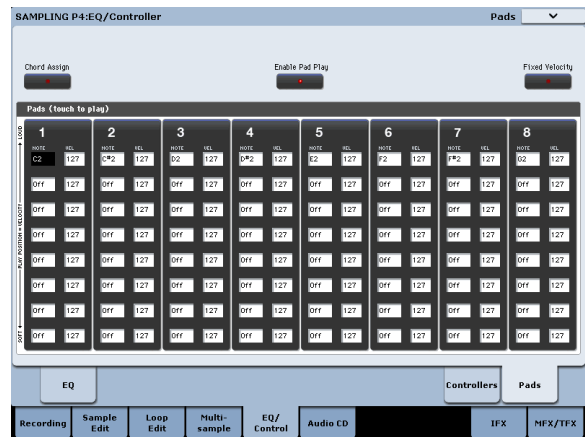 SAMPLING P4:EQ/Controller Pads
Chord Assign Enable Pad Play Fixed Velocity
Pads (touch to play)
SOFT ← PLAY POSITION = VELOCITY → LOUD
1 2 3 4 5 6 7 8
NOTE VEL NOTE VEL NOTE VEL NOTE VEL NOTE VEL NOTE VEL NOTE VEL NOTE VEL
C2 127 C#2 127 D2 127 D#2 127 E2 127 F2 127 F#2 127 G2 127
Off 127 Off 127 Off 127 Off 127 Off 127 Off 127 Off 127 Off 127
Off 127 Off 127 Off 127 Off 127 Off 127 Off 127 Off 127 Off 127
Off 127 Off 127 Off 127 Off 127 Off 127 Off 127 Off 127 Off 127
Off 127 Off 127 Off 127 Off 127 Off 127 Off 127 Off 127 Off 127
Off 127 Off 127 Off 127 Off 127 Off 127 Off 127 Off 127 Off 127
Off 127 Off 127 Off 127 Off 127 Off 127 Off 127 Off 127 Off 127
Off 127 Off 127 Off 127 Off 127 Off 127 Off 127 Off 127 Off 127
EQ Controllers Pads
Recording Sample Edit Loop Edit Multi-sample EQ/Control Audio CD IFX MFX/TFX